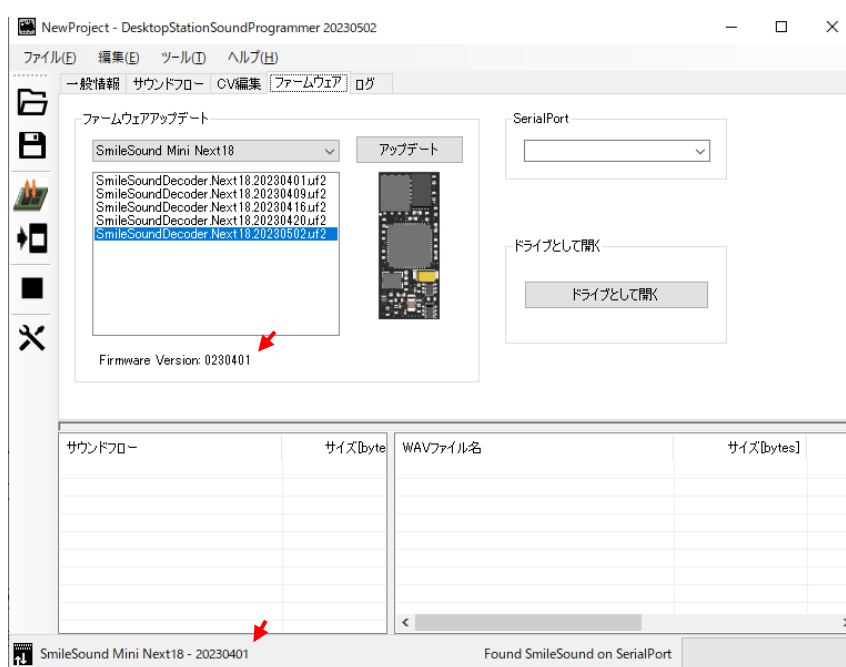 NewProject - DesktopStationSoundProgrammer 20230502
ファイル(F) 編集(E) ツール(T) ヘルプ(H)
一般情報 サウンドフロー CV編集 ファームウェア ログ
ファームウェアアップデート
SmileSound Mini Next18
アップデート
SmileSoundDecoder.Next18.20230401.uf2
SmileSoundDecoder.Next18.20230409.uf2
SmileSoundDecoder.Next18.20230416.uf2
SmileSoundDecoder.Next18.20230420.uf2
SmileSoundDecoder.Next18.20230502.uf2
Firmware Version: 0230401
SerialPort
ドライブとして開く
ドライブとして開く
サウンドフロー サイズ[byte WAVファイル名 サイズ[bytes]
SmileSound Mini Next18 - 20230401 Found SmileSound on SerialPort